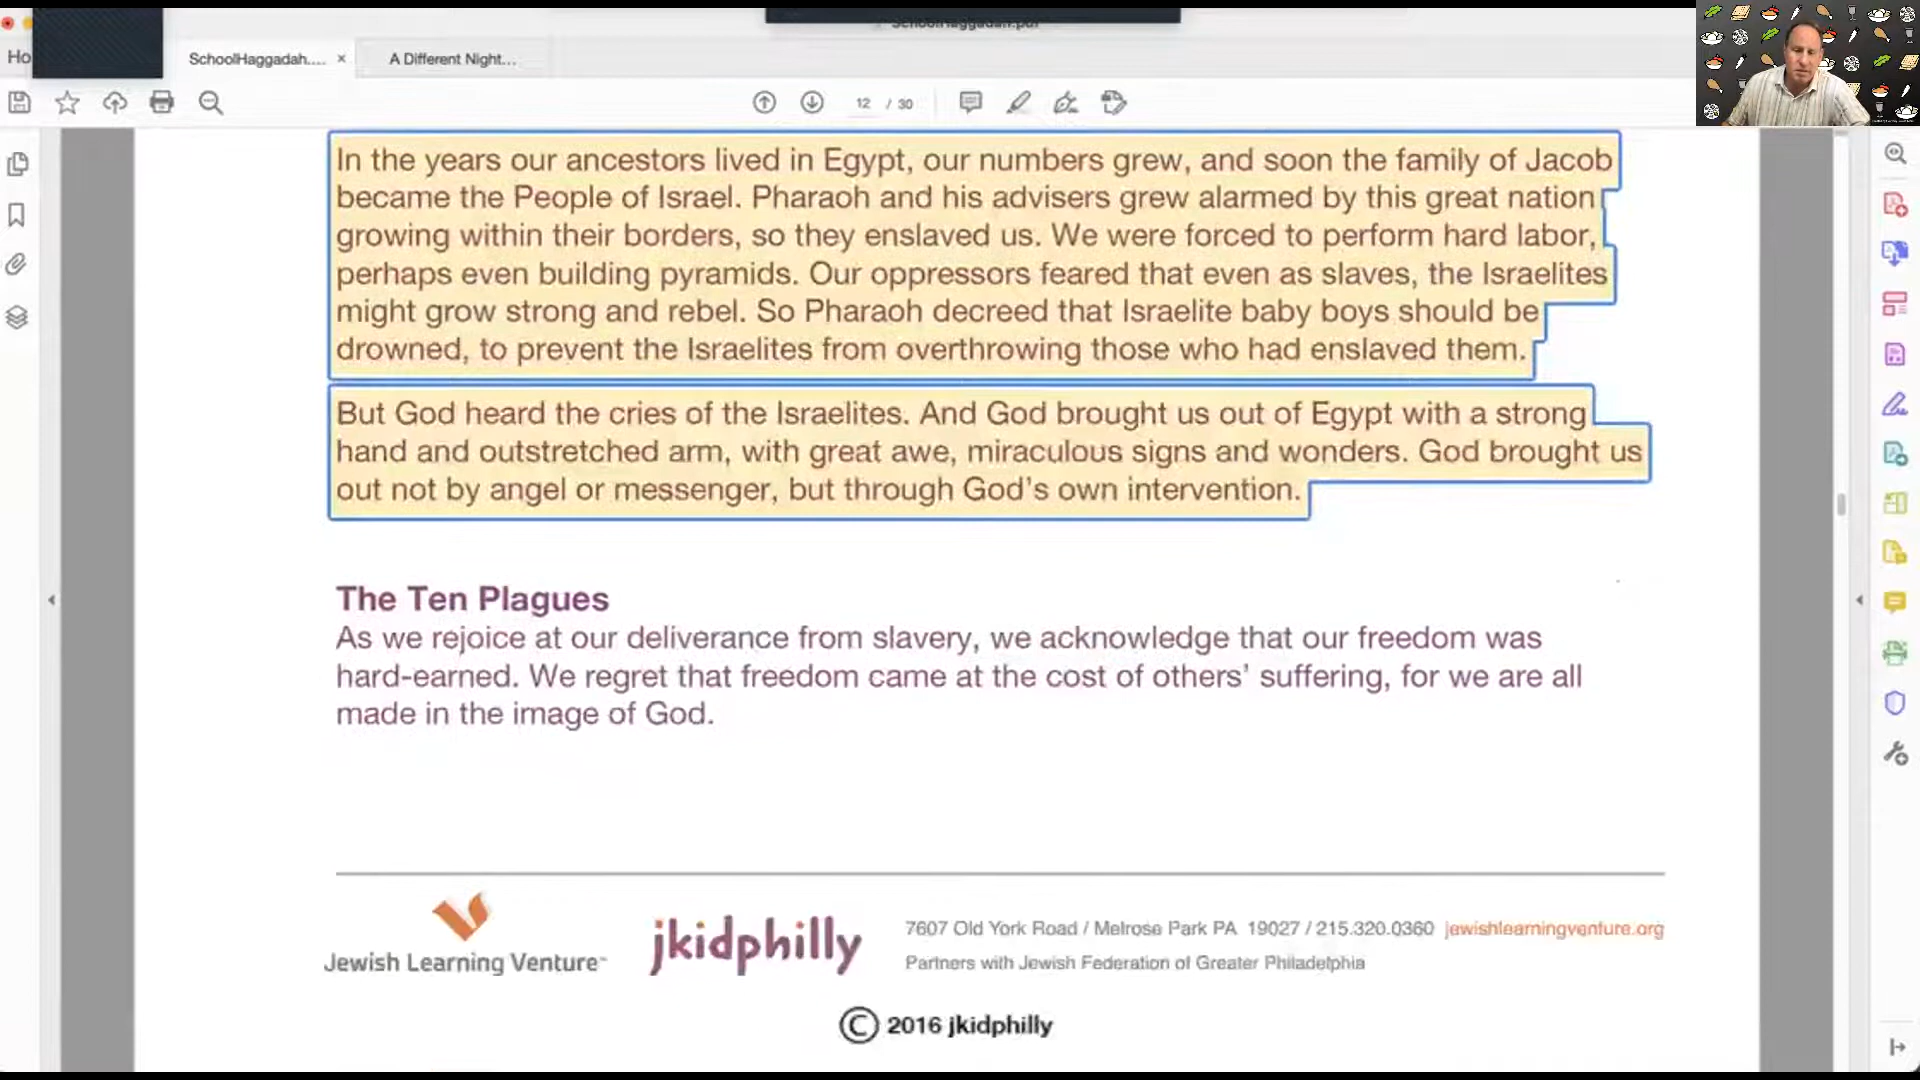 SchoolHaggadah.pdf
Ho
SchoolHaggadah.... ×
A Different Night...
12 / 30
In the years our ancestors lived in Egypt, our numbers grew, and soon the family of Jacob
became the People of Israel. Pharaoh and his advisers grew alarmed by this great nation
growing within their borders, so they enslaved us. We were forced to perform hard labor,
perhaps even building pyramids. Our oppressors feared that even as slaves, the Israelites
might grow strong and rebel. So Pharaoh decreed that Israelite baby boys should be
drowned, to prevent the Israelites from overthrowing those who had enslaved them.
But God heard the cries of the Israelites. And God brought us out of Egypt with a strong
hand and outstretched arm, with great awe, miraculous signs and wonders. God brought us
out not by angel or messenger, but through God's own intervention.
The Ten Plagues
As we rejoice at our deliverance from slavery, we acknowledge that our freedom was
hard-earned. We regret that freedom came at the cost of others' suffering, for we are all
made in the image of God.
Jewish Learning Venture
jkidphilly
7607 Old York Road / Melrose Park PA 19027 / 215.320.0360 jewishlearningventure.org
Partners with Jewish Federation of Greater Philadelphia
© 2016 jkidphilly